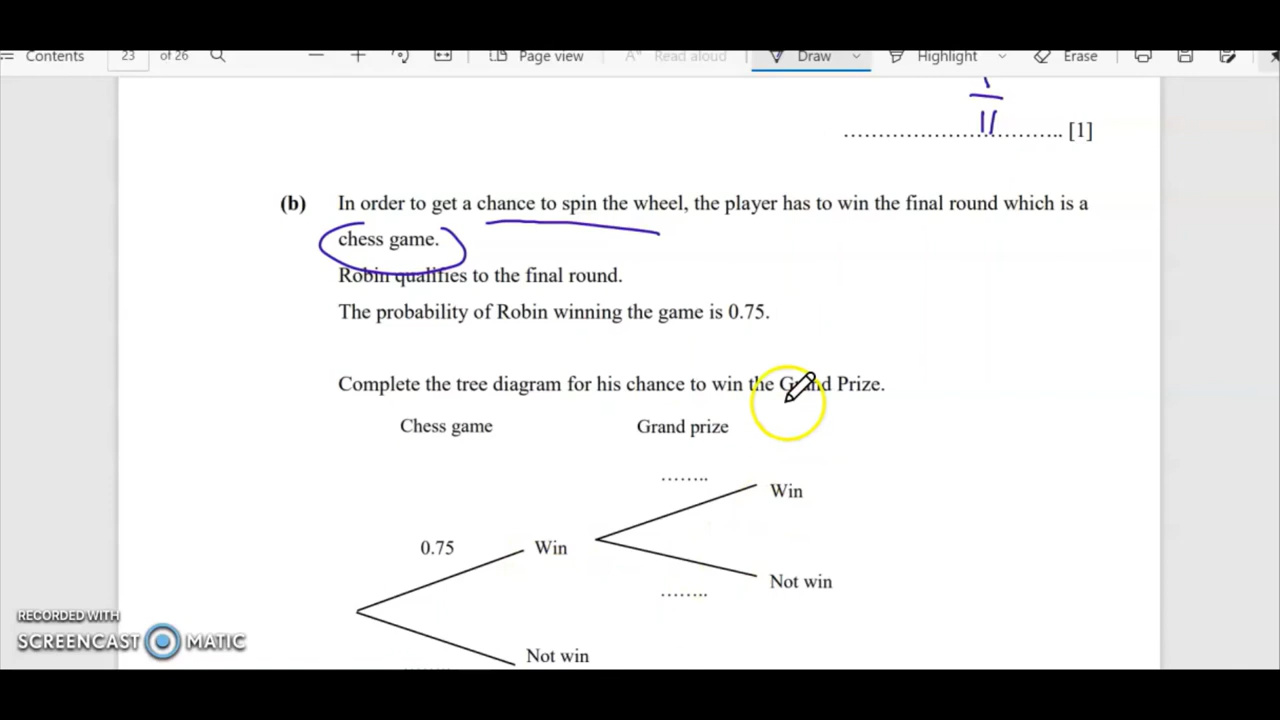 Contents 23 of 26 Page view Read aloud Draw Highlight Erase
11
.................................. [1]
(b) In order to get a chance to spin the wheel, the player has to win the final round which is a
chess game.
Robin qualifies to the final round.
The probability of Robin winning the game is 0.75.
Complete the tree diagram for his chance to win the Grand Prize.
Chess game Grand prize
........
Win
0.75 Win
Not win
........
RECORDED WITH
SCREENCAST MATIC
Not win